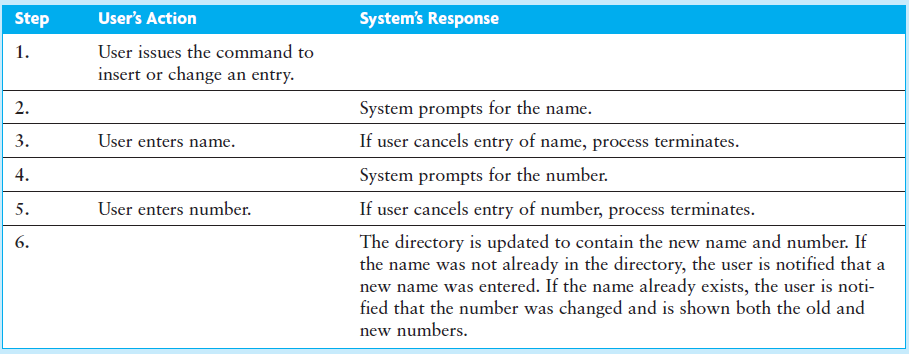 Step User’s Action System’s Response
1. User issues the command to
insert or change an entry.
2. System prompts for the name.
3. User enters name. If user cancels entry of name, process terminates.
4. System prompts for the number.
5. User enters number. If user cancels entry of number, process terminates.
6. The directory is updated to contain the new name and number. If
the name was not already in the directory, the user is notified that a
new name was entered. If the name already exists, the user is noti-
fied that the number was changed and is shown both the old and
new numbers.